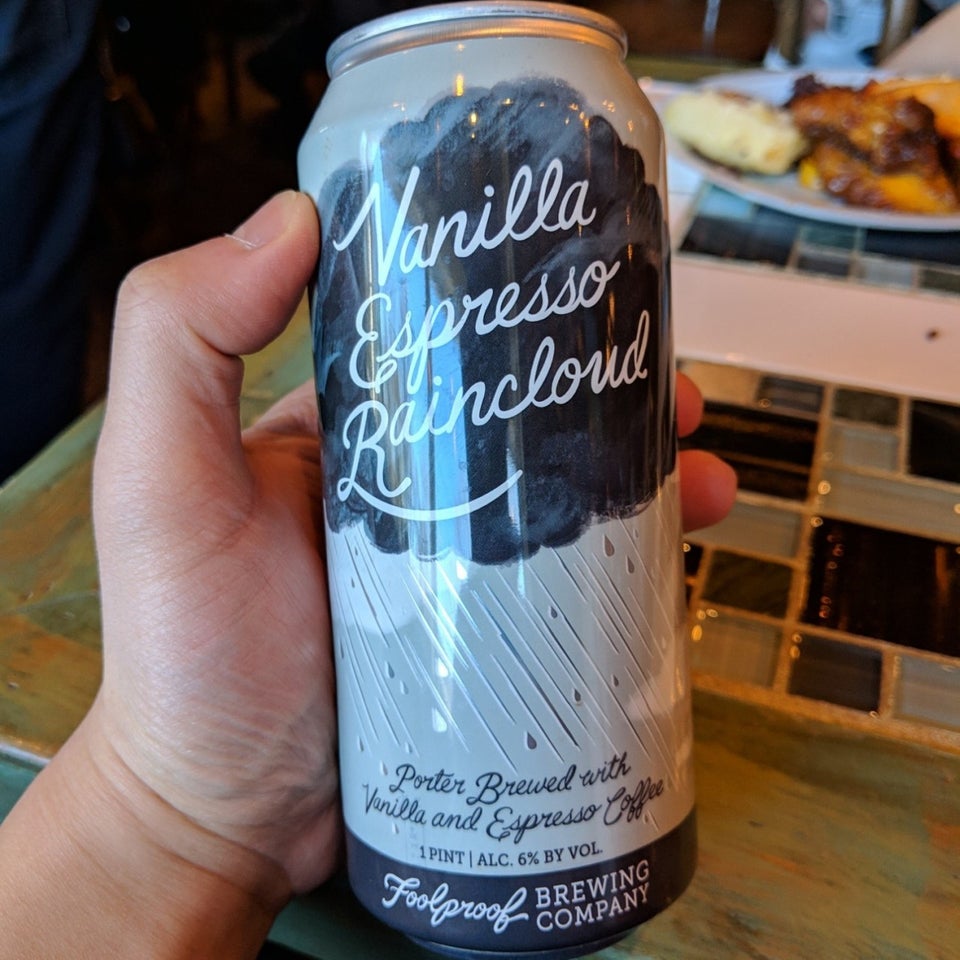 Vanilla
Espresso
Raincloud
Porter Brewed with
Vanilla and Espresso Coffee
1 PINT | ALC. 6% BY VOL.
Foolproof BREWING
COMPANY